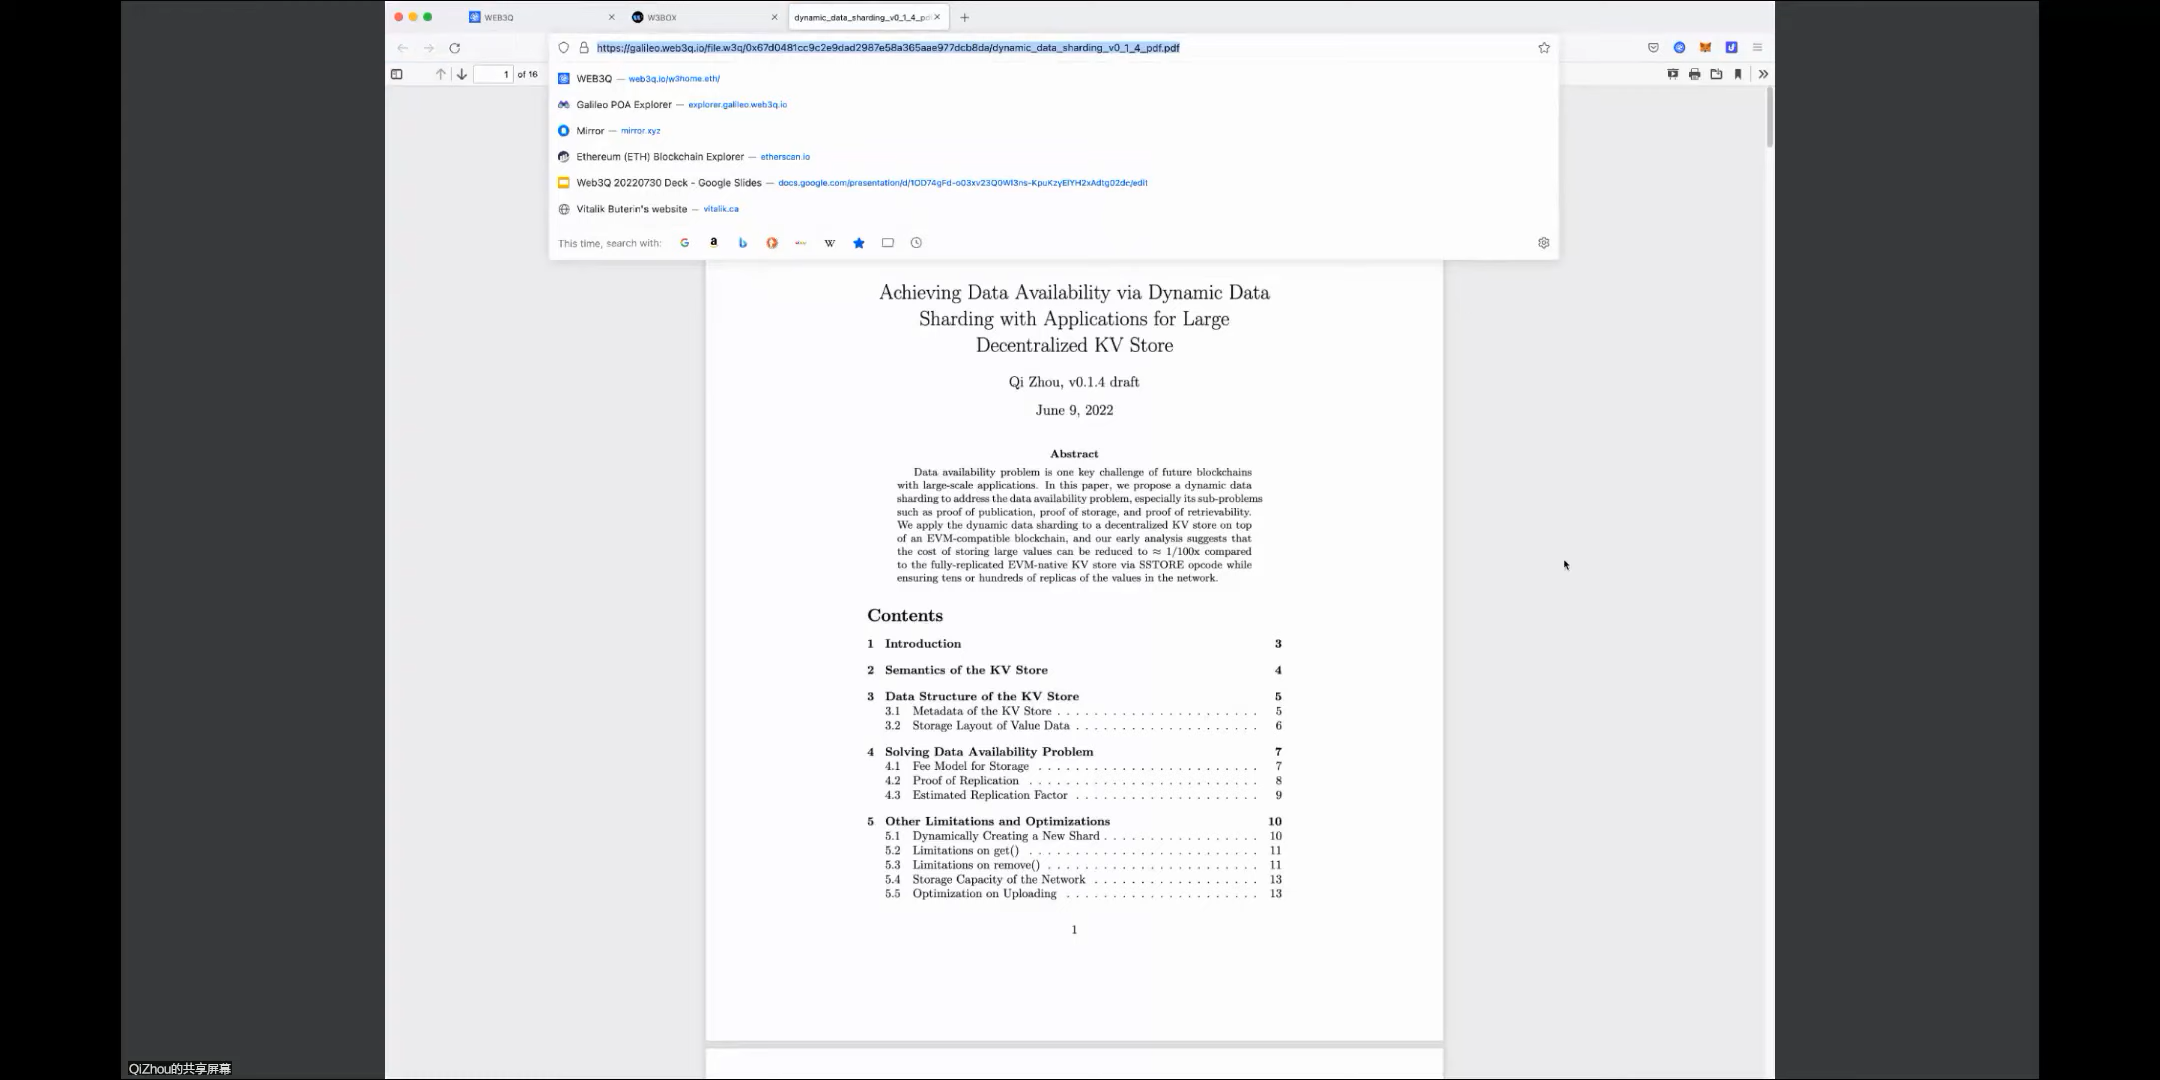 WEB3Q
W3BOX
dynamic_data_sharding_v0_1_4_pd
https://galileo.web3q.io/file.w3q/0x67d0481cc9c2e9dad2987e58a365aae977dcb8da/dynamic_data_sharding_v0_1_4_pdf.pdf
1 of 16
WEB3Q — web3q.io/w3home.eth/
Galileo POA Explorer — explorer.galileo.web3q.io
Mirror — mirror.xyz
Ethereum (ETH) Blockchain Explorer — etherscan.io
Web3Q 20220730 Deck - Google Slides — docs.google.com/presentation/d/1OD74gFd-o03xv23Q0Wl3ns-KpuKzyElYH2xAdtg02dc/edit
Vitalik Buterin's website — vitalik.ca
This time, search with:
Achieving Data Availability via Dynamic Data
Sharding with Applications for Large
Decentralized KV Store
Qi Zhou, v0.1.4 draft
June 9, 2022
Abstract
Data availability problem is one key challenge of future blockchains
with large-scale applications. In this paper, we propose a dynamic data
sharding to address the data availability problem, especially its sub-problems
such as proof of publication, proof of storage, and proof of retrievability.
We apply the dynamic data sharding to a decentralized KV store on top
of an EVM-compatible blockchain, and our early analysis suggests that
the cost of storing large values can be reduced to ≈ 1/100x compared
to the fully-replicated EVM-native KV store via SSTORE opcode while
ensuring tens or hundreds of replicas of the values in the network.
Contents
1 Introduction 3
2 Semantics of the KV Store 4
3 Data Structure of the KV Store 5
3.1 Metadata of the KV Store . . . . . . . . . . . . . . . . . . . . . 5
3.2 Storage Layout of Value Data . . . . . . . . . . . . . . . . . . . 6
4 Solving Data Availability Problem 7
4.1 Fee Model for Storage . . . . . . . . . . . . . . . . . . . . . . . 7
4.2 Proof of Replication . . . . . . . . . . . . . . . . . . . . . . . . 8
4.3 Estimated Replication Factor . . . . . . . . . . . . . . . . . . . 9
5 Other Limitations and Optimizations 10
5.1 Dynamically Creating a New Shard . . . . . . . . . . . . . . . . 10
5.2 Limitations on get() . . . . . . . . . . . . . . . . . . . . . . . . 11
5.3 Limitations on remove() . . . . . . . . . . . . . . . . . . . . . . 11
5.4 Storage Capacity of the Network . . . . . . . . . . . . . . . . . 13
5.5 Optimization on Uploading . . . . . . . . . . . . . . . . . . . . 13
1
QiZhou的共享屏幕